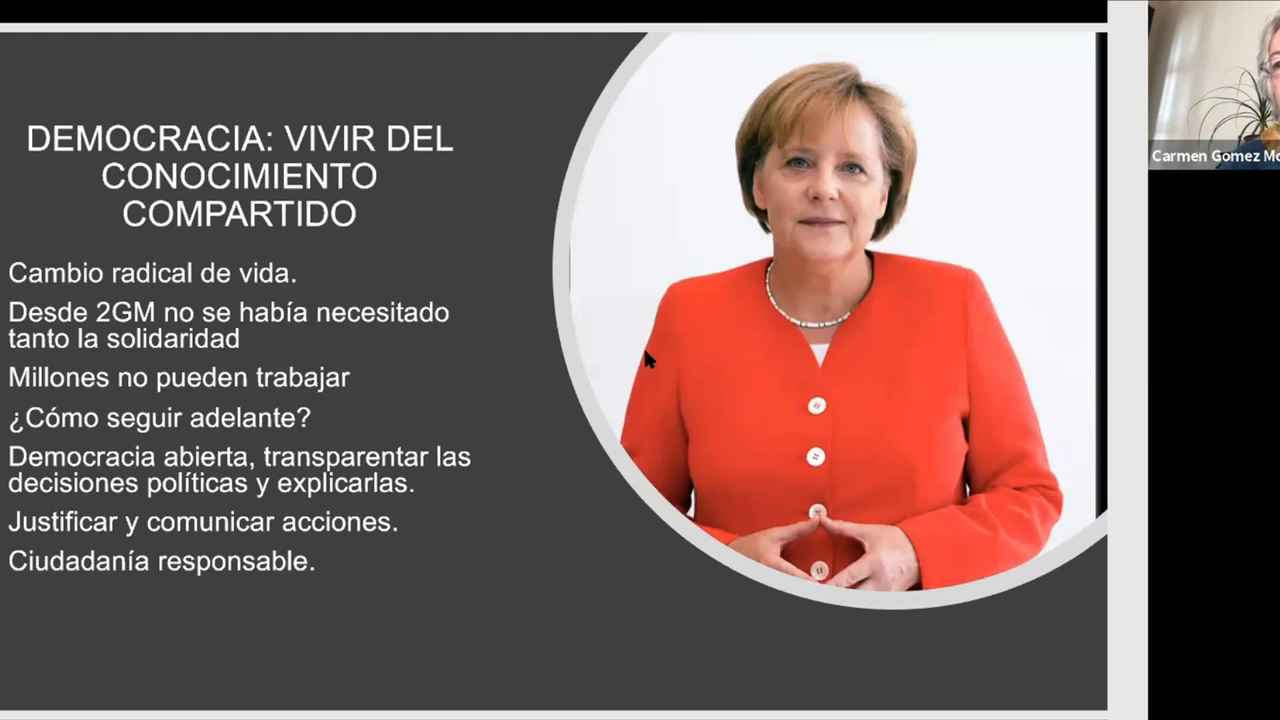 DEMOCRACIA: VIVIR DEL
CONOCIMIENTO
COMPARTIDO
Cambio radical de vida.
Desde 2GM no se había necesitado
tanto la solidaridad
Millones no pueden trabajar
¿Cómo seguir adelante?
Democracia abierta, transparentar las
decisiones políticas y explicarlas.
Justificar y comunicar acciones.
Ciudadanía responsable.
Carmen Gomez